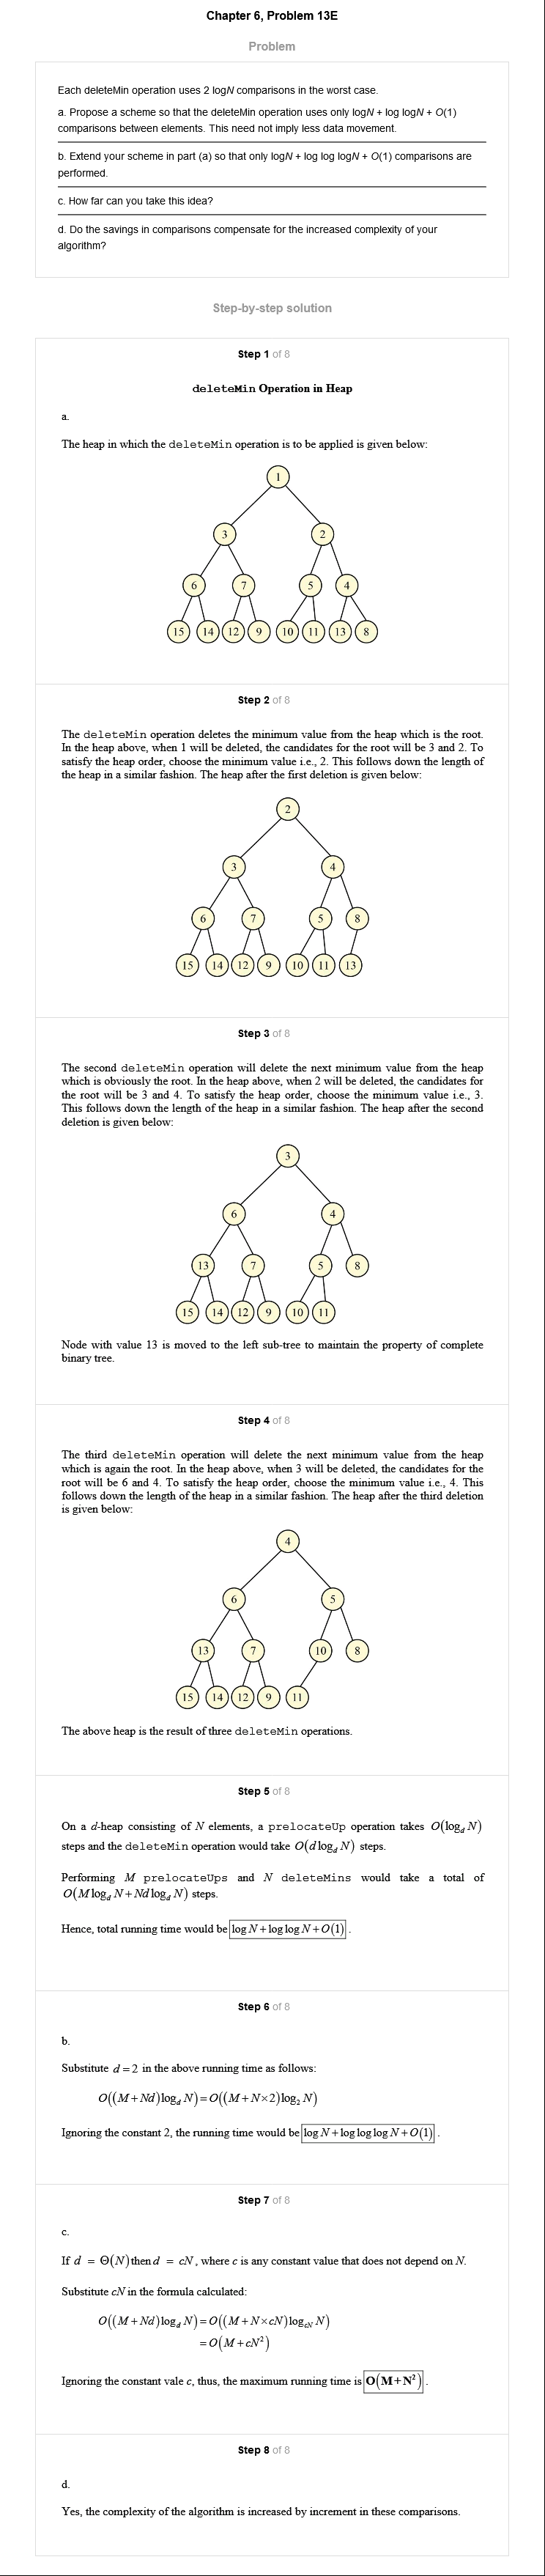 Chapter 6, Problem 13E
Problem
Each deleteMin operation uses 2 logN comparisons in the worst case.
a. Propose a scheme so that the deleteMin operation uses only logN + log logN + O(1)
comparisons between elements. This need not imply less data movement.
b. Extend your scheme in part (a) so that only logN + log log logN + O(1) comparisons are
performed.
c. How far can you take this idea?
d. Do the savings in comparisons compensate for the increased complexity of your
algorithm?
Step-by-step solution
Step 1 of 8
deleteMin Operation in Heap
a.
The heap in which the deleteMin operation is to be applied is given below:
1
3 2
6 7 5 4
15 14 12 9 10 11 13 8
Step 2 of 8
The deleteMin operation deletes the minimum value from the heap which is the root.
In the heap above, when 1 will be deleted, the candidates for the root will be 3 and 2. To
satisfy the heap order, choose the minimum value i.e., 2. This follows down the length of
the heap in a similar fashion. The heap after the first deletion is given below:
2
3 4
6 7 5 8
15 14 12 9 10 11 13
Step 3 of 8
The second deleteMin operation will delete the next minimum value from the heap
which is obviously the root. In the heap above, when 2 will be deleted, the candidates for
the root will be 3 and 4. To satisfy the heap order, choose the minimum value i.e., 3.
This follows down the length of the heap in a similar fashion. The heap after the second
deletion is given below:
3
6 4
13 7 5 8
15 14 12 9 10 11
Node with value 13 is moved to the left sub-tree to maintain the property of complete
binary tree.
Step 4 of 8
The third deleteMin operation will delete the next minimum value from the heap
which is again the root. In the heap above, when 3 will be deleted, the candidates for the
root will be 6 and 4. To satisfy the heap order, choose the minimum value i.e., 4. This
follows down the length of the heap in a similar fashion. The heap after the third deletion
is given below:
4
6 5
13 7 10 8
15 14 12 9 11
The above heap is the result of three deleteMin operations.
Step 5 of 8
On a d-heap consisting of N elements, a prelocateUp operation takes O(log_d N)
steps and the deleteMin operation would take O(d log_d N) steps.
Performing M prelocateUps and N deleteMins would take a total of
O(M log_d N + Nd log_d N) steps.
Hence, total running time would be log N + log log N + O(1).
Step 6 of 8
b.
Substitute d = 2 in the above running time as follows:
O((M + Nd) log_d N) = O((M + N×2) log₂ N)
Ignoring the constant 2, the running time would be log N + log log log N + O(1).
Step 7 of 8
c.
If d = Θ(N) then d = cN, where c is any constant value that does not depend on N.
Substitute cN in the formula calculated:
O((M + Nd) log_d N) = O((M + N×cN) log_cN N)
= O(M + cN²)
Ignoring the constant vale c, thus, the maximum running time is O(M+N²).
Step 8 of 8
d.
Yes, the complexity of the algorithm is increased by increment in these comparisons.